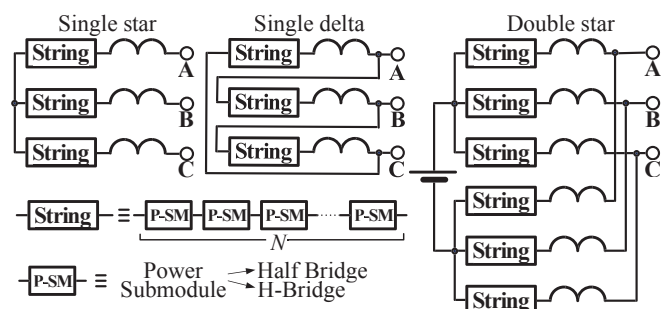 Single star
Single delta
Double star
String
A
String
B
String
C
String
A
String
B
String
C
String
A
String
B
String
C
String
String
String
String ≡ P-SM P-SM P-SM ..... P-SM
N
P-SM ≡ Power Submodule
Half Bridge
H-Bridge